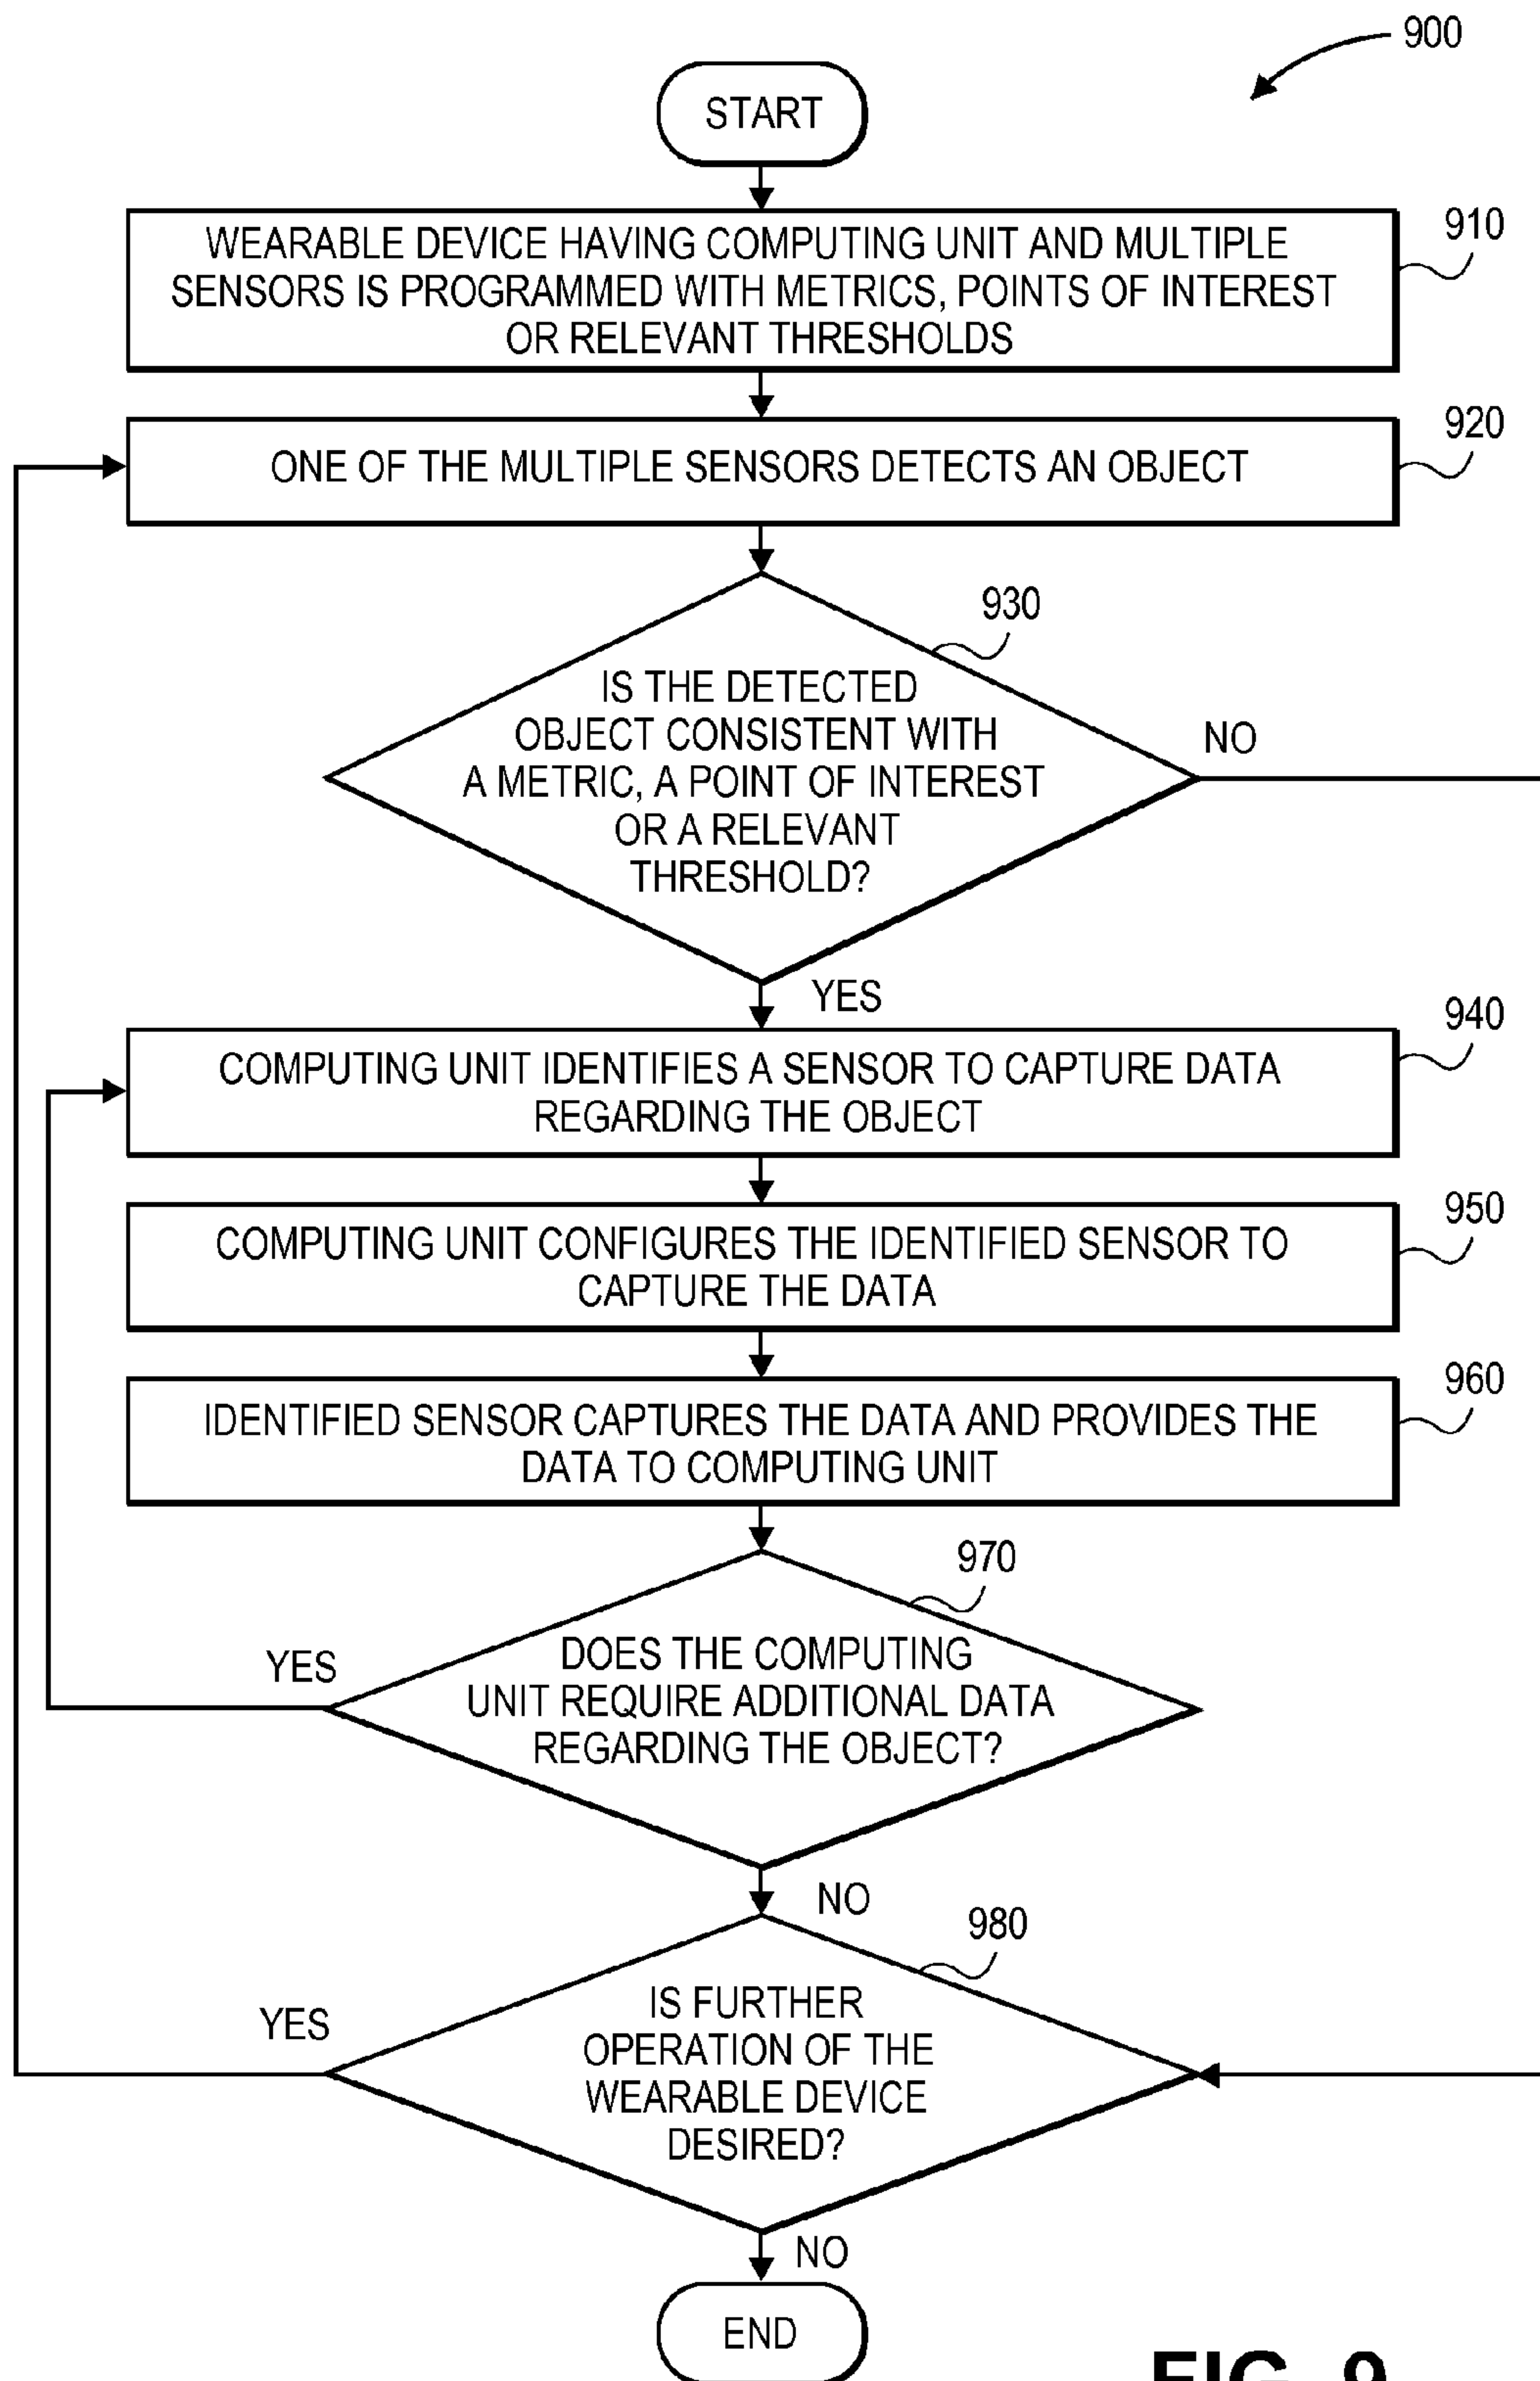 900
START
910
WEARABLE DEVICE HAVING COMPUTING UNIT AND MULTIPLE
SENSORS IS PROGRAMMED WITH METRICS, POINTS OF INTEREST
OR RELEVANT THRESHOLDS
920
ONE OF THE MULTIPLE SENSORS DETECTS AN OBJECT
930
IS THE DETECTED
OBJECT CONSISTENT WITH
A METRIC, A POINT OF INTEREST
OR A RELEVANT
THRESHOLD?
NO
YES
940
COMPUTING UNIT IDENTIFIES A SENSOR TO CAPTURE DATA
REGARDING THE OBJECT
950
COMPUTING UNIT CONFIGURES THE IDENTIFIED SENSOR TO
CAPTURE THE DATA
960
IDENTIFIED SENSOR CAPTURES THE DATA AND PROVIDES THE
DATA TO COMPUTING UNIT
970
DOES THE COMPUTING
UNIT REQUIRE ADDITIONAL DATA
REGARDING THE OBJECT?
YES
NO
980
IS FURTHER
OPERATION OF THE
WEARABLE DEVICE
DESIRED?
YES
NO
END
FIG. 9